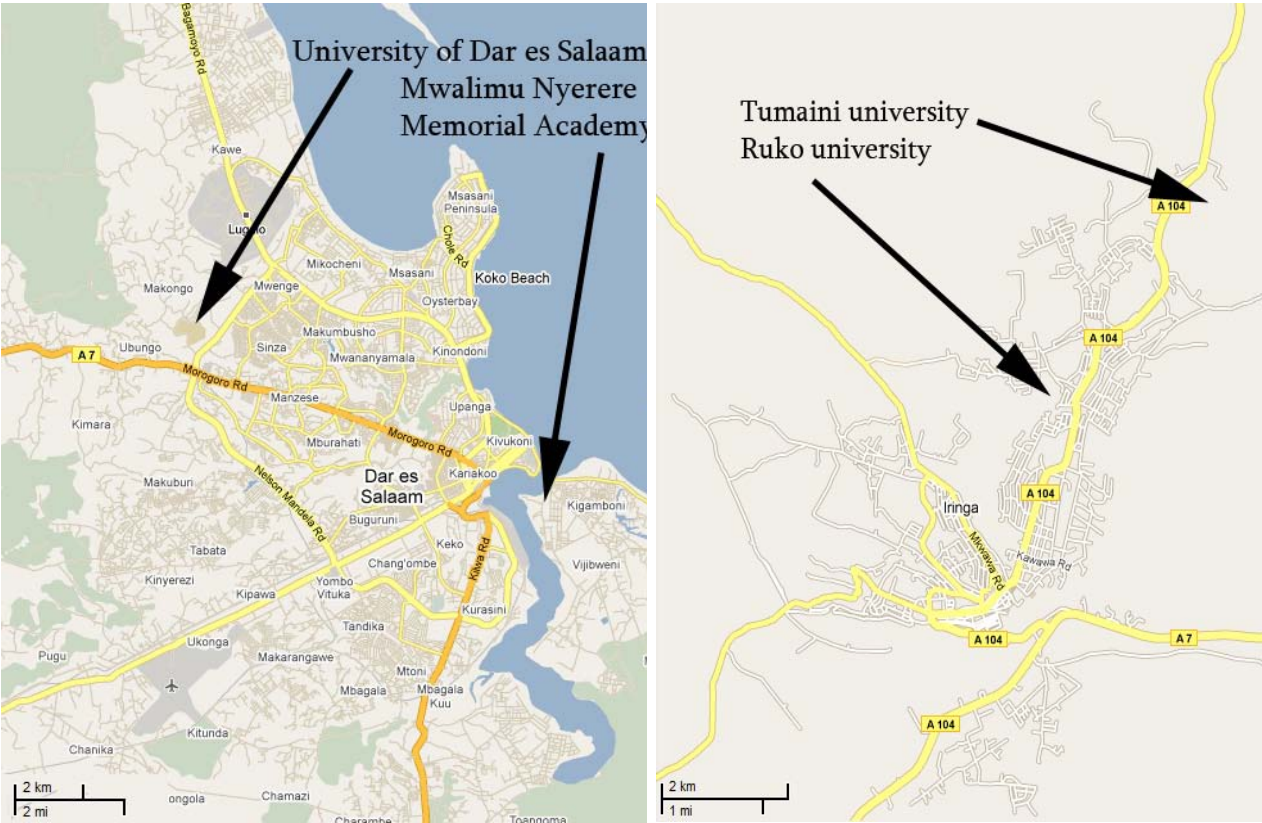 Bagamoyo Rd
University of Dar es Salaam
Mwalimu Nyerere
Memorial Academy
Kawe
Msasani
Peninsula
Chole Rd
Mikocheni
Msasani
Koko Beach
Makongo
Mwenge
Oysterbay
Makumbusho
Ubungo
Sinza
Mwananyamala
Kinondoni
A 7
Morogoro Rd
Manzese
Upanga
Kimara
Mburahati
Morogoro Rd
Kivukoni
Kariakoo
Dar es
Salaam
Makuburi
Nelson Mandela Rd
Kigamboni
Buguruni
Tabata
Keko
Kilwa Rd
Chang'ombe
Vijibweni
Kinyerezi
Yombo
Vituka
Kipawa
Kurasini
Tandika
Ukonga
Pugu
Makarangawe
Mtoni
Mbagala
Mbagala
Kuu
Kitunda
Chanika
2 km
2 mi
ongola
Chamazi
Charambe
Toangoma
Tumaini university
Ruko university
A 104
A 104
A 104
Iringa
Mkwawa Rd
Kawawa Rd
A 104
A 7
A 104
2 km
1 mi